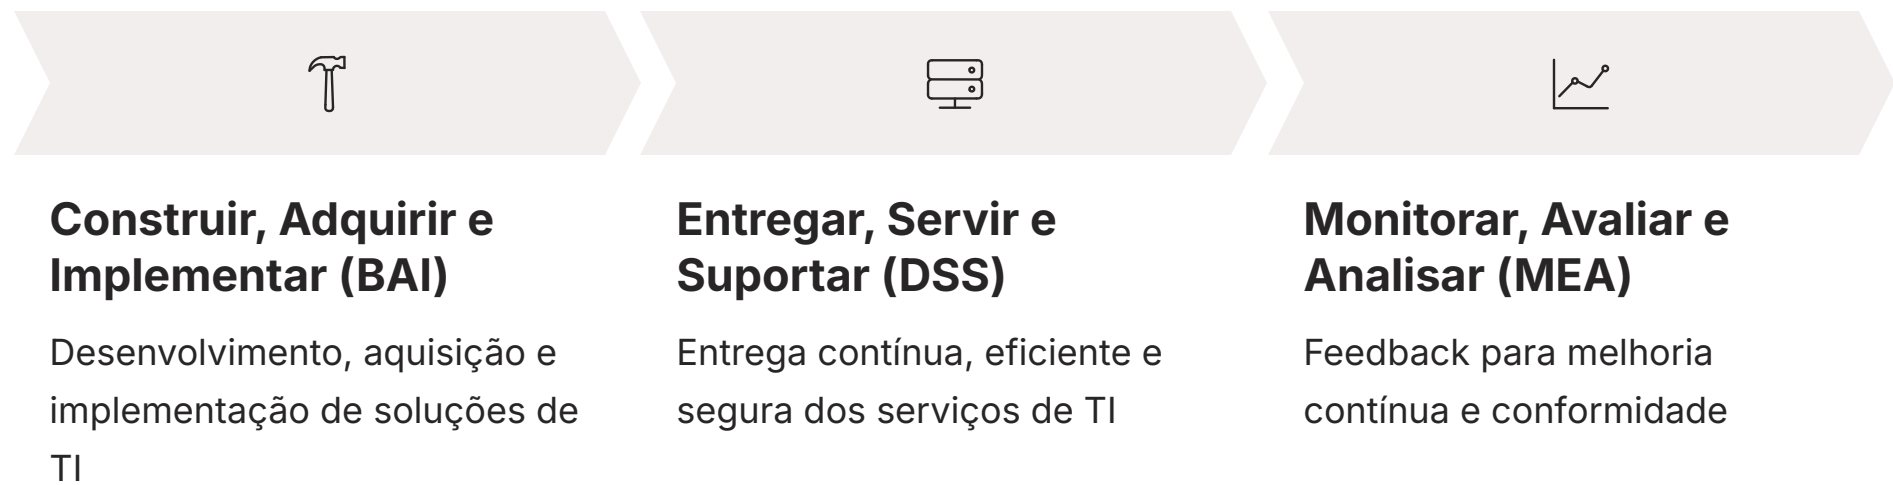 Construir, Adquirir e
Implementar (BAI)
Desenvolvimento, aquisição e
implementação de soluções de
TI
Entregar, Servir e
Suportar (DSS)
Entrega contínua, eficiente e
segura dos serviços de TI
Monitorar, Avaliar e
Analisar (MEA)
Feedback para melhoria
contínua e conformidade